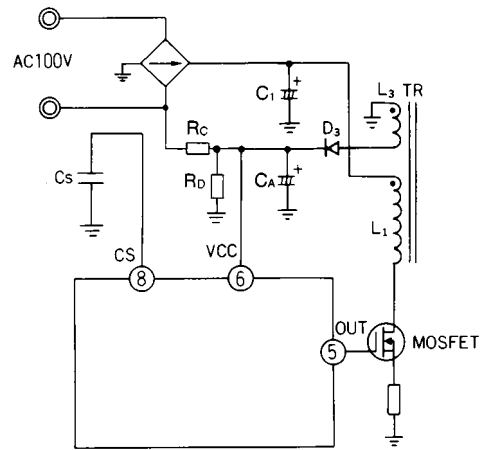 AC100V
C1
+
L3
TR
D3
RC
RD
CA
+
CS
L1
CS
VCC
8
6
OUT
5
MOSFET